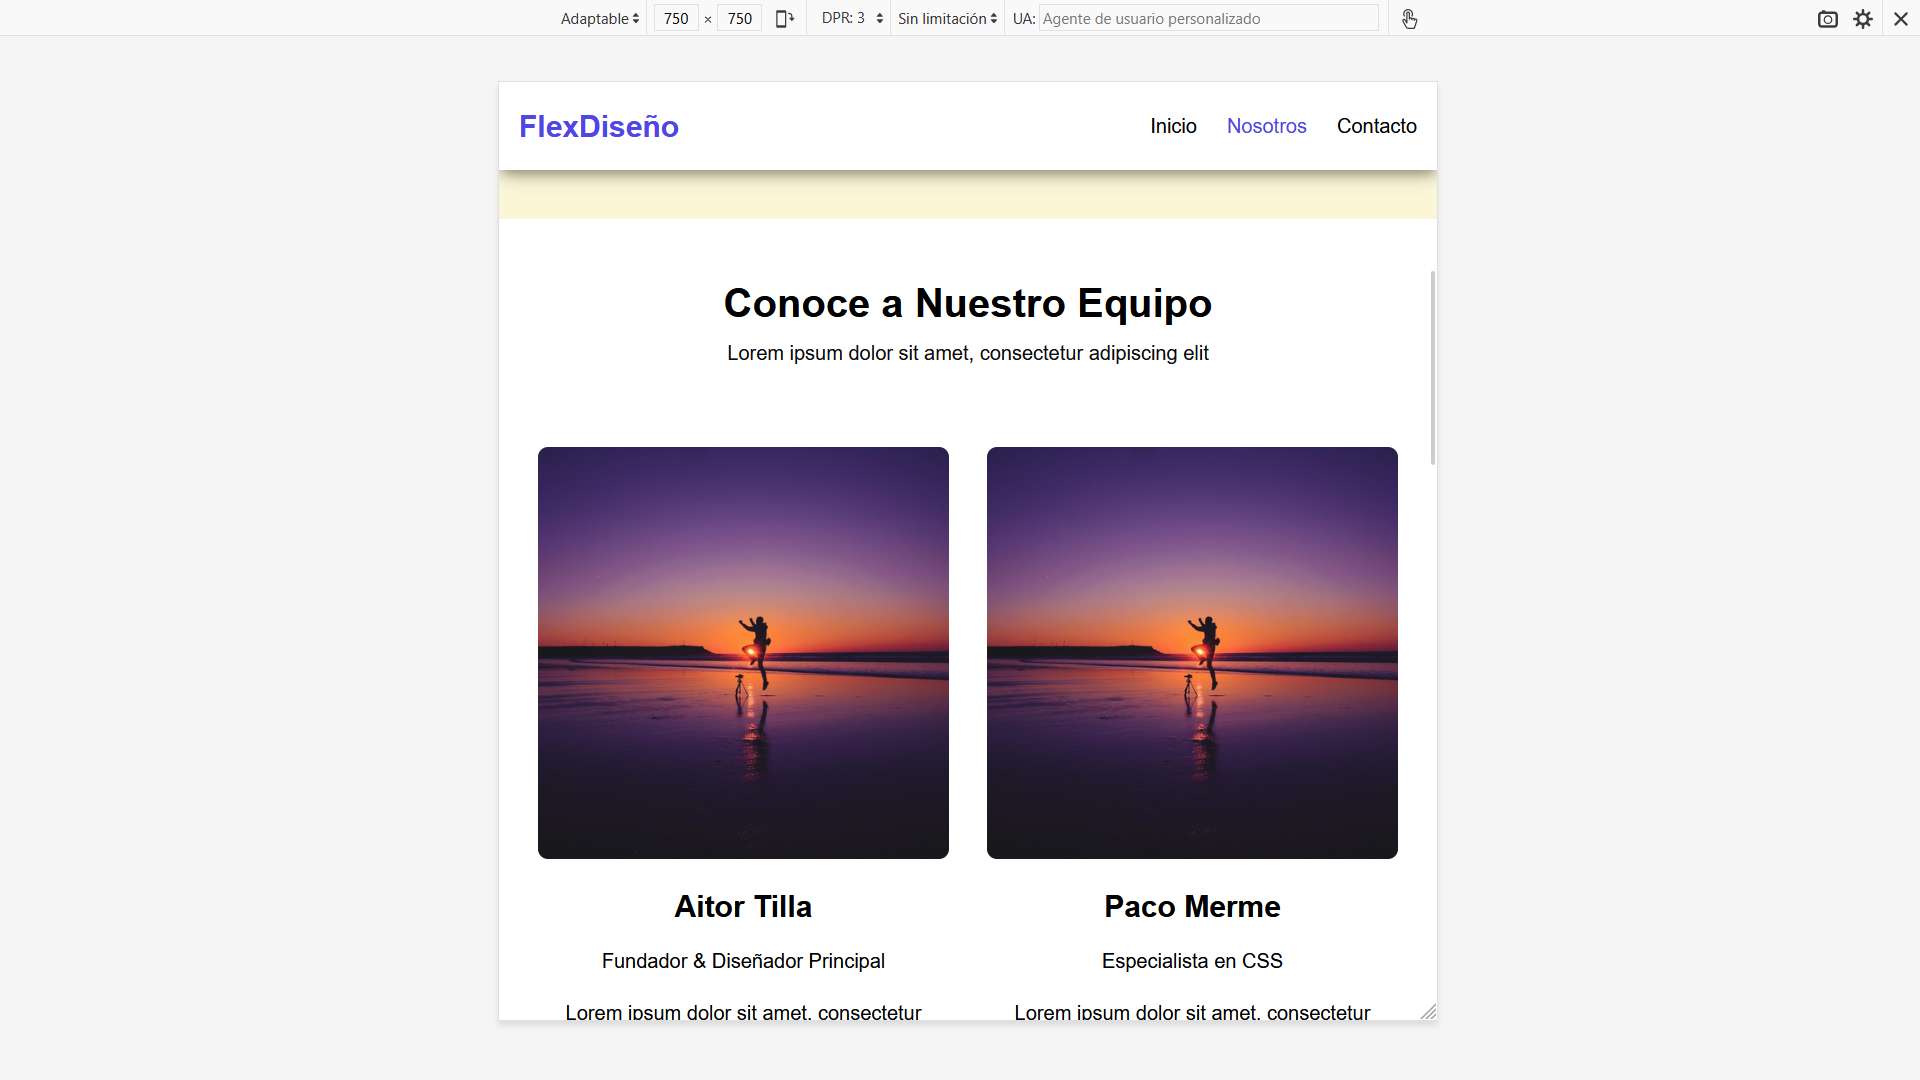 Adaptable 750 × 750 DPR: 3 Sin limitación UA: Agente de usuario personalizado
FlexDiseño Inicio Nosotros Contacto
Conoce a Nuestro Equipo
Lorem ipsum dolor sit amet, consectetur adipiscing elit
Aitor Tilla
Fundador & Diseñador Principal
Lorem ipsum dolor sit amet, consectetur
Paco Merme
Especialista en CSS
Lorem ipsum dolor sit amet, consectetur